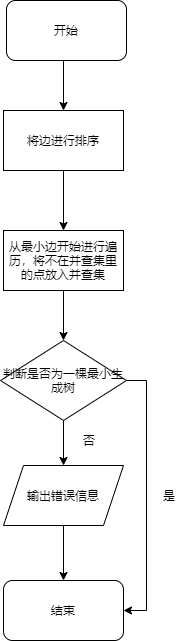 开始
将边进行排序
从最小边开始进行遍
历，将不在并查集里
的点放入并查集
判断是否为一棵最小生
成树
否
是
输出错误信息
结束